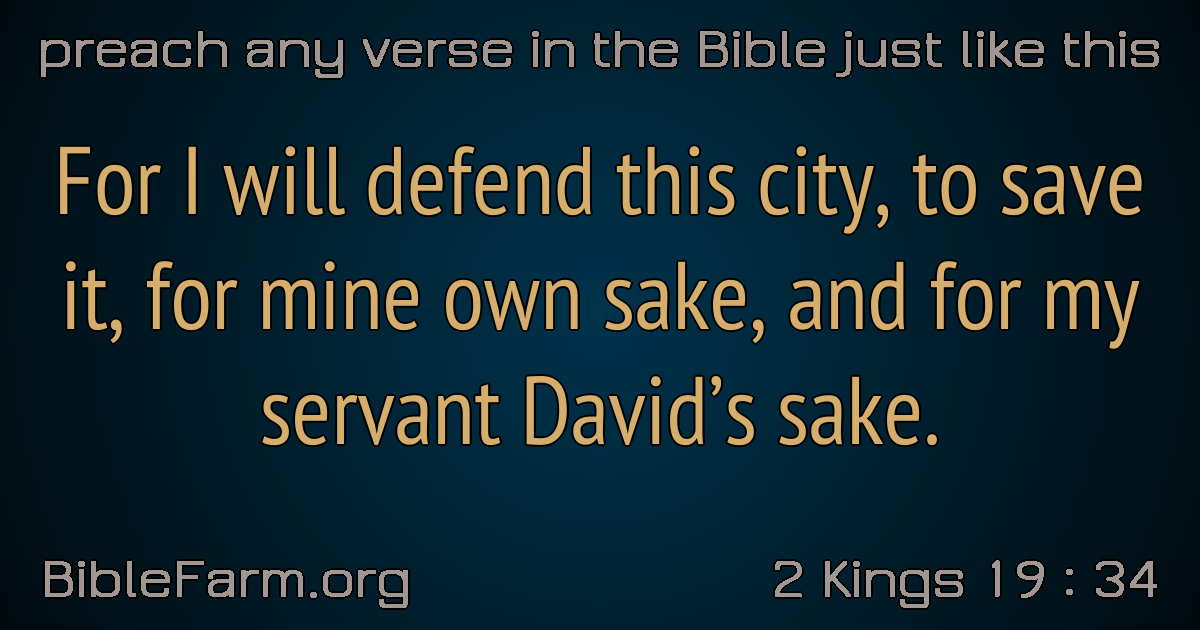 preach any verse in the Bible just like this
For I will defend this city, to save
it, for mine own sake, and for my
servant David’s sake.
BibleFarm.org
2 Kings 19 : 34